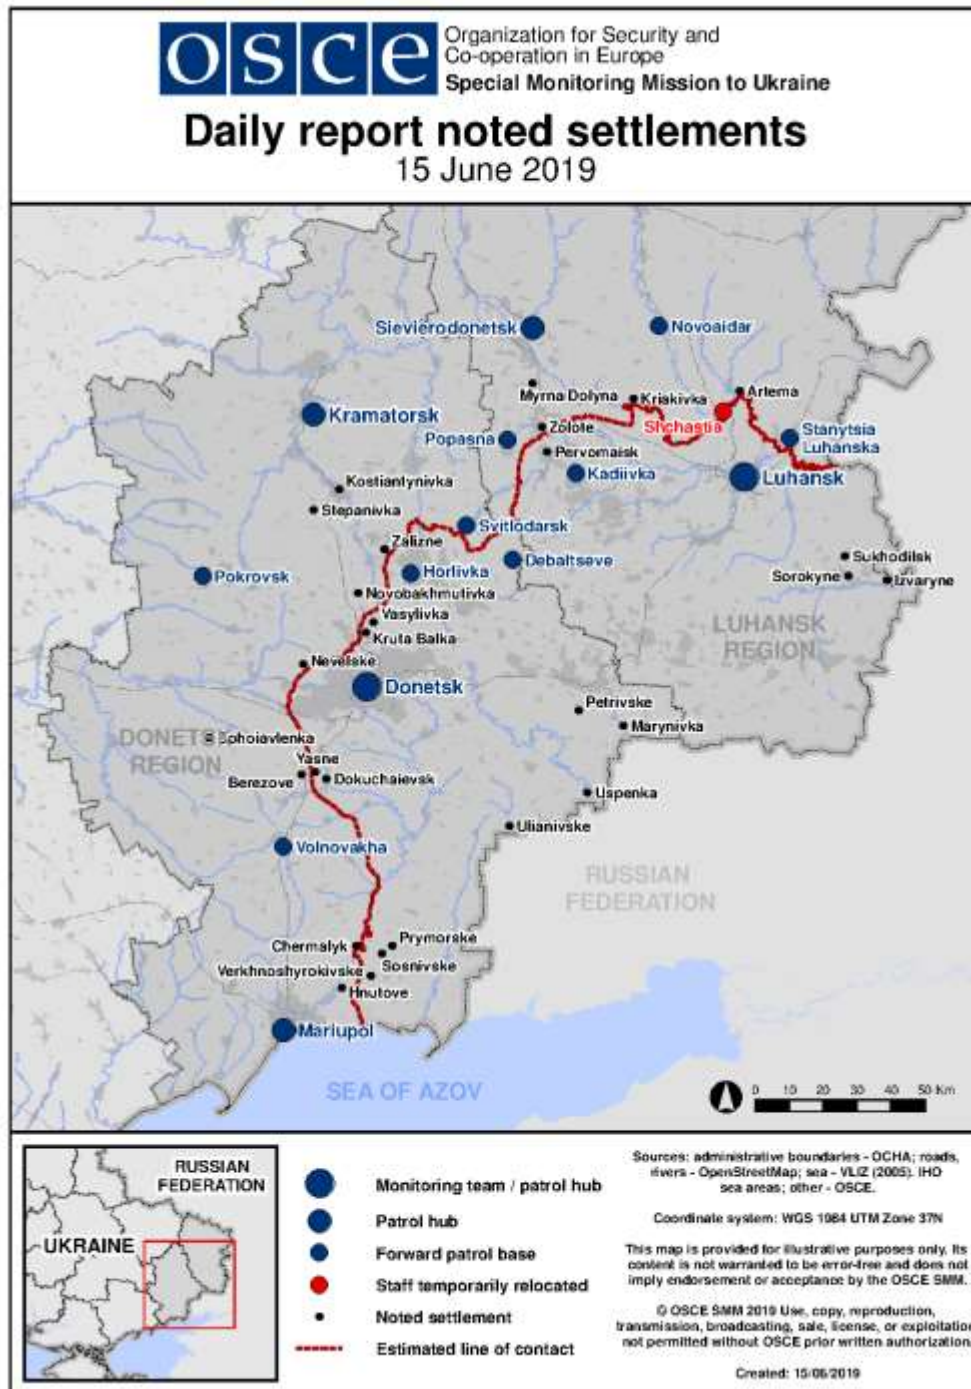 osce
Organization for Security and
Co-operation in Europe
Special Monitoring Mission to Ukraine
Daily report noted settlements
15 June 2019
Sievierodonetsk
Novoaidar
Myrna Dolyna
Kriakivka
Artema
Kramatorsk
Zolote
Shchastia
Stanytsia
Luhanska
Popasna
Pervomaisk
Kadiivka
Luhansk
Kostiantynivka
Stepanivka
Svitlodarsk
Zalizne
Debaltseve
Sukhodilsk
Pokrovsk
Horlivka
Sorokyne
Izvaryne
Novobakhmutivka
Vasylivka
Kruta Balka
LUHANSK
REGION
Nevelske
Donetsk
Petrivske
Marynivka
DONETS
REGION
Yasne
Berezove
Dokuchaievsk
Uspenka
Ulianivske
Volnovakha
RUSSIAN
FEDERATION
Chermalyk
Prymorske
Sosnivske
Verkhnoshyrokivske
Hnutove
Mariupol
SEA OF AZOV
0 10 20 30 40 50 Km
RUSSIAN
FEDERATION
UKRAINE
Monitoring team / patrol hub
Patrol hub
Forward patrol base
Staff temporarily relocated
Noted settlement
Estimated line of contact
Sources: administrative boundaries - OCHA; roads,
rivers - OpenStreetMap; sea - VLIZ (2005). IHO
sea areas; other - OSCE.
Coordinate system: WGS 1984 UTM Zone 37N
This map is provided for illustrative purposes only. Its
content is not warranted to be error-free and does not
imply endorsement or acceptance by the OSCE SMM.
© OSCE SMM 2019 Use, copy, reproduction,
transmission, broadcasting, sale, license, or exploitation
not permitted without OSCE prior written authorization.
Created: 15/06/2019